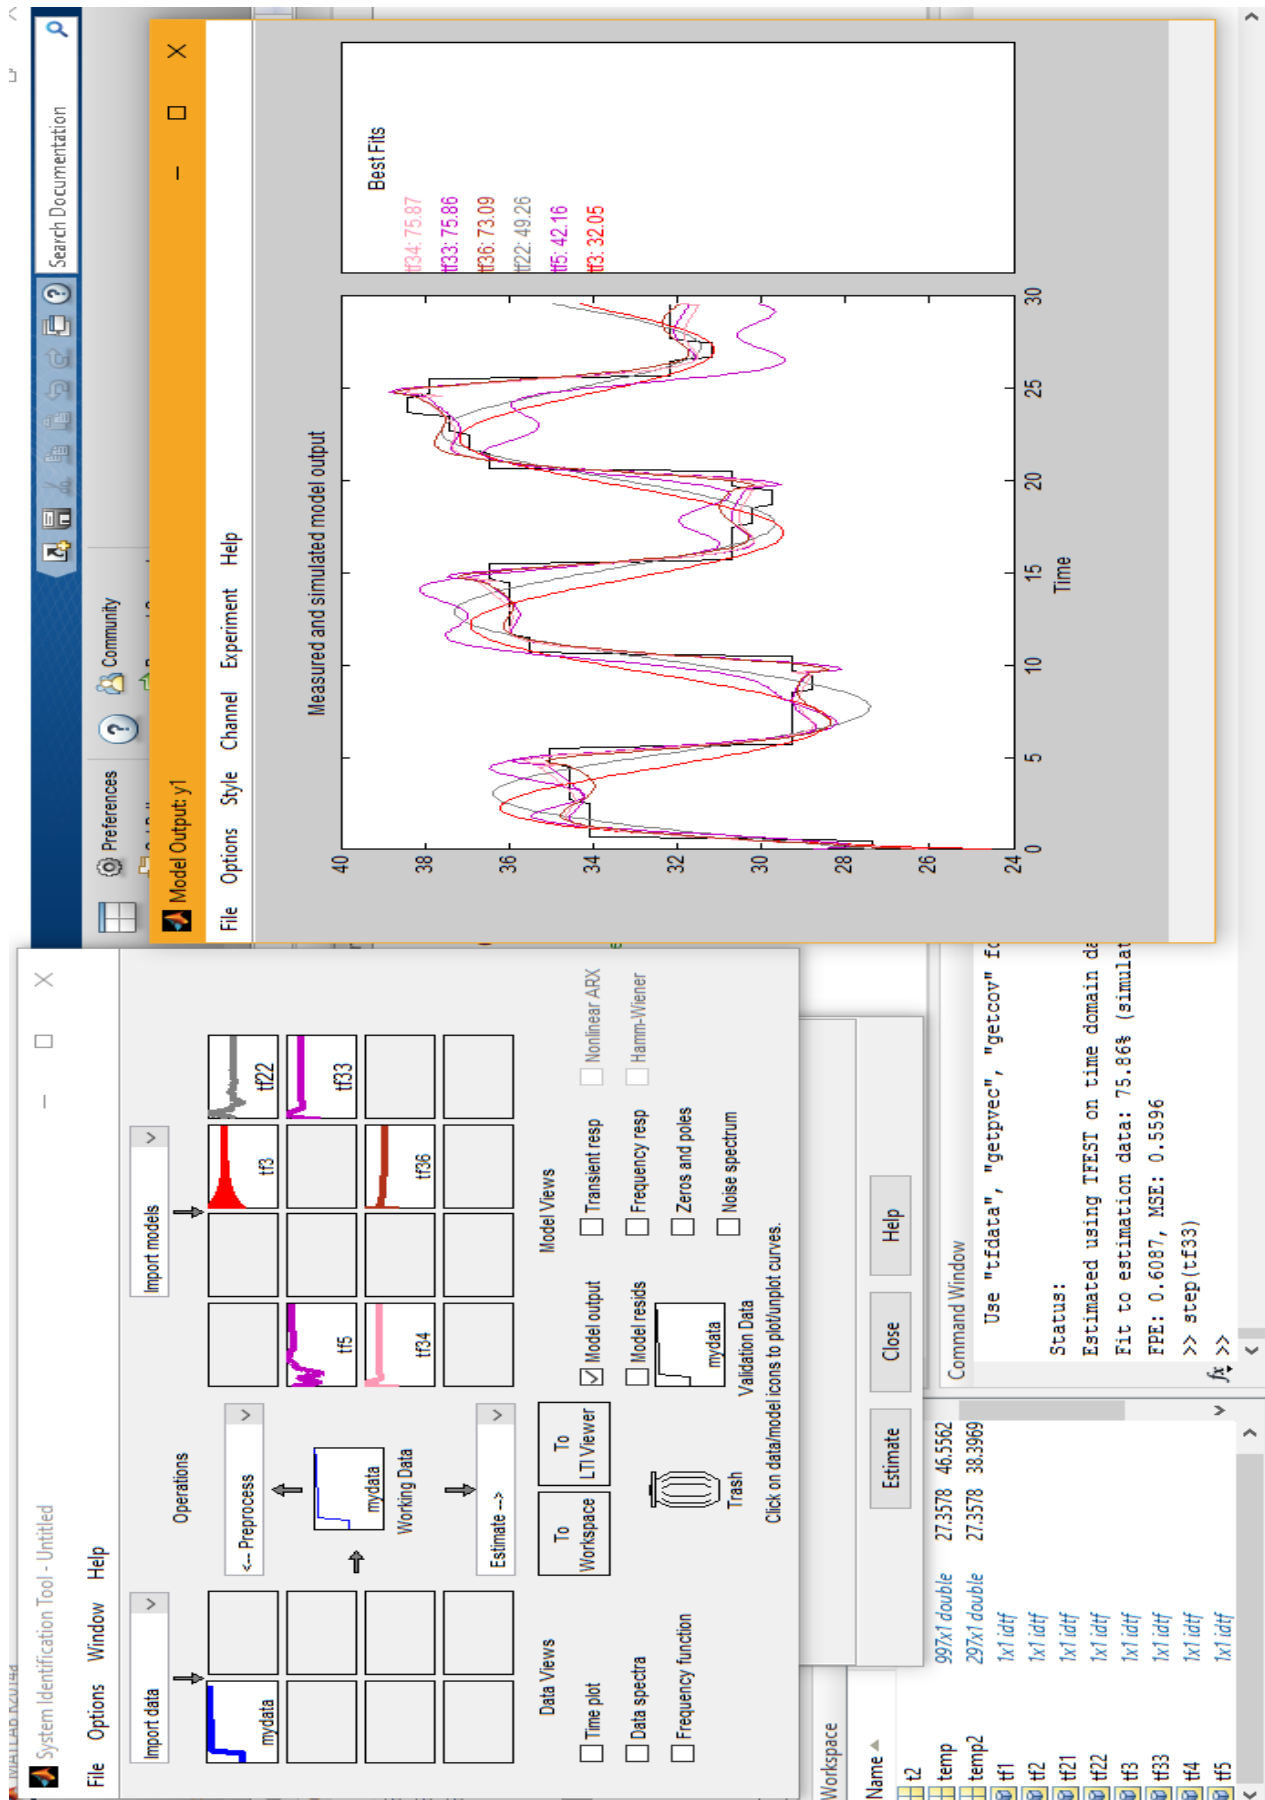 Search Documentation
Preferences
Community
System Identification Tool - Untitled
File Options Window Help
Import data
Operations
Import models
<-- Preprocess
mydata
mydata
Working Data
Estimate -->
tf3
tf22
tf5
tf33
tf34
tf36
Data Views
To
Workspace
To
LTI Viewer
Model Views
Time plot
Data spectra
Frequency function
Model output
Model resids
Transient resp
Frequency resp
Zeros and poles
Noise spectrum
Nonlinear ARX
Hamm-Wiener
Trash
mydata
Validation Data
Click on data/model icons to plot/unplot curves.
Estimate
Close
Help
Model Output: y1
File Options Style Channel Experiment Help
Measured and simulated model output
40
38
36
34
32
30
28
26
24
0 5 10 15 20 25 30
Time
Best Fits
tf34: 75.87
tf33: 75.86
tf36: 73.09
tf22: 49.26
tf5: 42.16
tf3: 32.05
Workspace
Name
t2
temp 997x1 double 27.3578 46.5562
temp2 297x1 double 27.3578 38.3969
tf1 1x1 idtf
tf2 1x1 idtf
tf21 1x1 idtf
tf22 1x1 idtf
tf3 1x1 idtf
tf33 1x1 idtf
tf4 1x1 idtf
tf5 1x1 idtf
Command Window
Use "tfdata", "getpvec", "getcov" fo
Status:
Estimated using TFEST on time domain da
Fit to estimation data: 75.86% (simulat
FPE: 0.6087, MSE: 0.5596
>> step(tf33)
fx >>